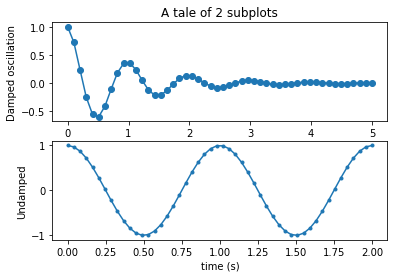 A tale of 2 subplots
Damped oscillation
1.0
0.5
0.0
−0.5
0 1 2 3 4 5
Undamped
1
0
−1
0.00 0.25 0.50 0.75 1.00 1.25 1.50 1.75 2.00
time (s)